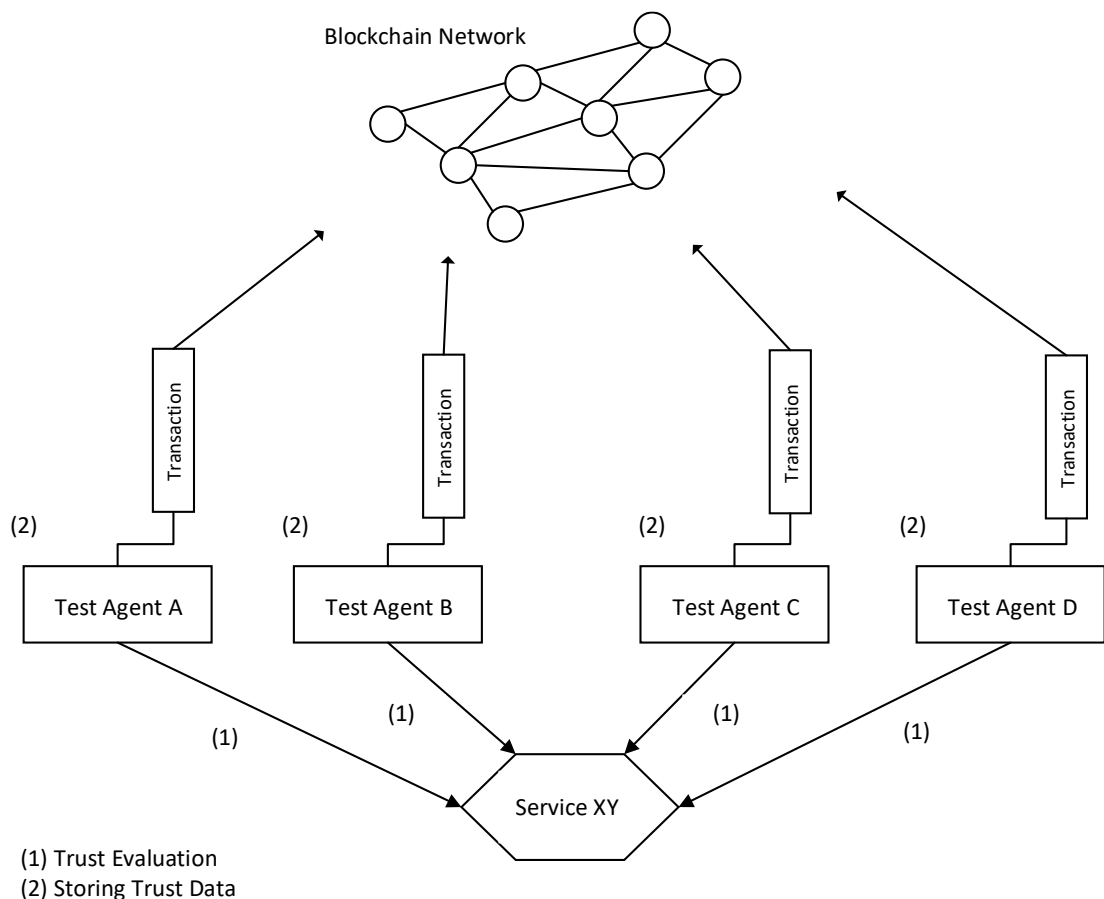 Blockchain Network
Transaction
Transaction
Transaction
Transaction
(2)
(2)
(2)
(2)
Test Agent A
Test Agent B
Test Agent C
Test Agent D
(1)
(1)
(1)
(1)
Service XY
(1) Trust Evaluation
(2) Storing Trust Data